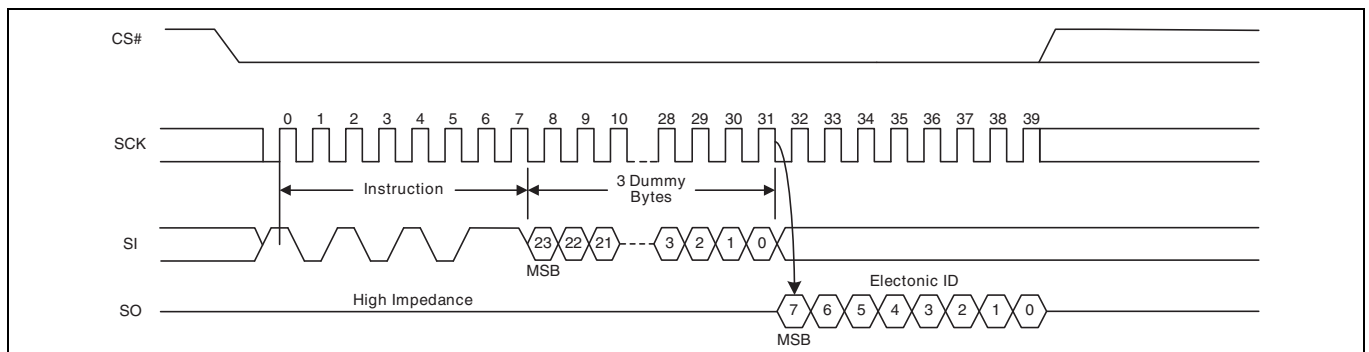 CS#
0 1 2 3 4 5 6 7 8 9 10 28 29 30 31 32 33 34 35 36 37 38 39
SCK
Instruction
3 Dummy
Bytes
SI
23 22 21 3 2 1 0
MSB
Electonic ID
High Impedance
SO
7 6 5 4 3 2 1 0
MSB